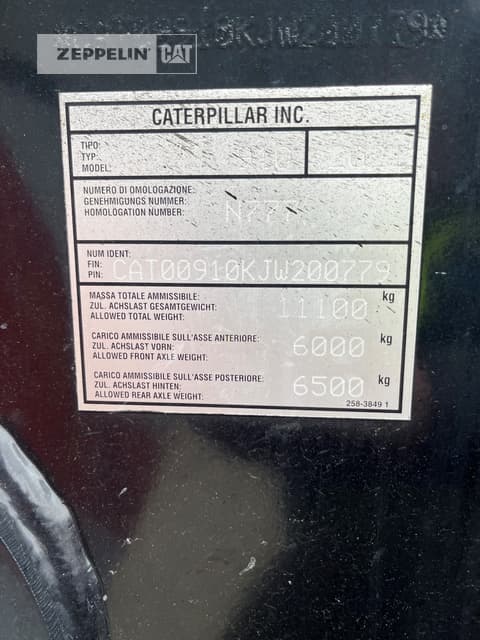 ZEPPELIN CAT
CATERPILLAR INC.
TIPO:
TYP:
MODEL:
NUMERO DI OMOLOGAZIONE:
GENEHMIGUNGS NUMMER:
HOMOLOGATION NUMBER:
N777
NUM IDENT:
FIN:
PIN:
CAT00910KJW200779
MASSA TOTALE AMMISSIBILE:
ZUL. ACHSLAST GESAMTGEWICHT:
ALLOWED TOTAL WEIGHT:
11100 kg
CARICO AMMISSIBILE SULL'ASSE ANTERIORE:
ZUL. ACHSLAST VORN:
ALLOWED FRONT AXLE WEIGHT:
6000 kg
CARICO AMMISSIBILE SULL'ASSE POSTERIORE:
ZUL. ACHSLAST HINTEN:
ALLOWED REAR AXLE WEIGHT:
6500 kg
258-3849 1